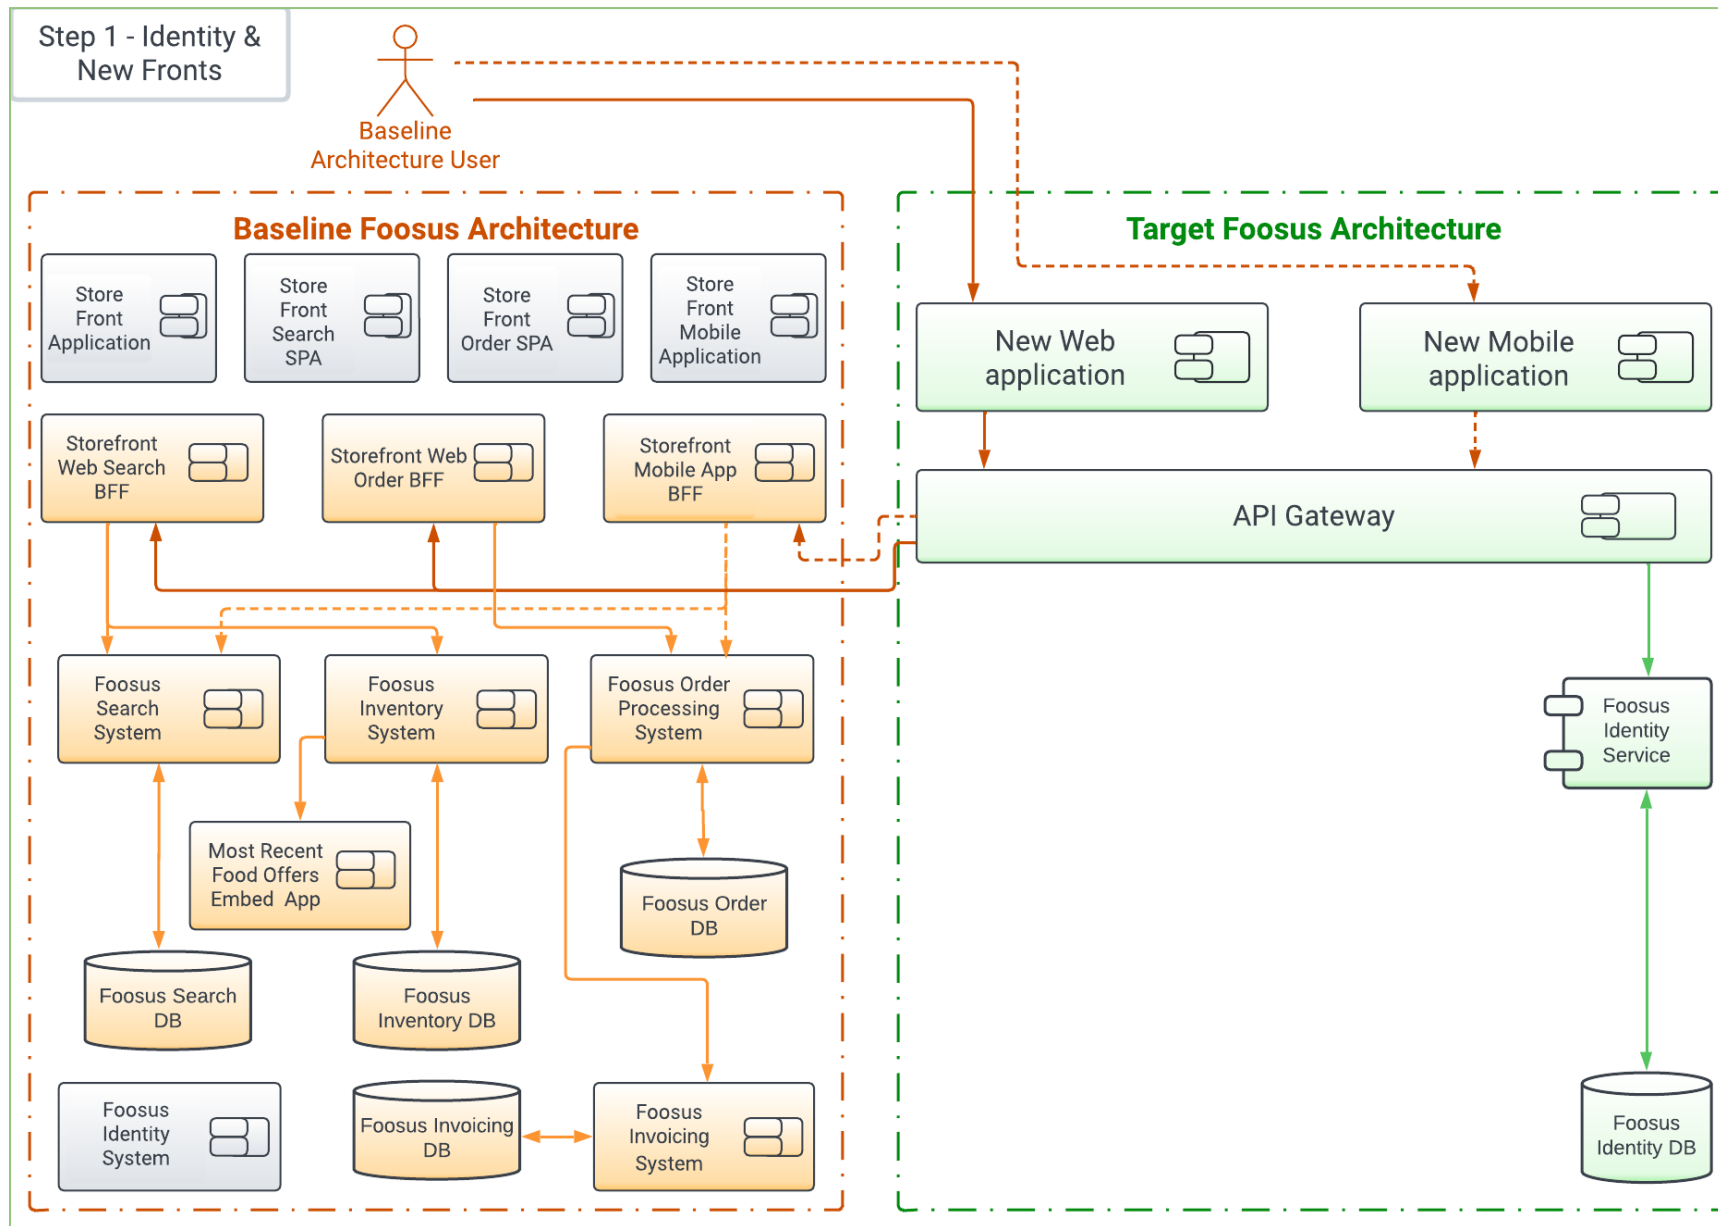 Step 1 - Identity &
New Fronts
Baseline
Architecture User
Baseline Foosus Architecture
Target Foosus Architecture
Store
Front
Application
Store
Front
Search
SPA
Store
Front
Order SPA
Store
Front
Mobile
Application
New Web
application
New Mobile
application
Storefront
Web Search
BFF
Storefront Web
Order BFF
Storefront
Mobile App
BFF
API Gateway
Foosus
Search
System
Foosus
Inventory
System
Foosus Order
Processing
System
Foosus
Identity
Service
Most Recent
Food Offers
Embed App
Foosus Order
DB
Foosus Search
DB
Foosus
Inventory DB
Foosus
Identity
System
Foosus Invoicing
DB
Foosus
Invoicing
System
Foosus
Identity DB